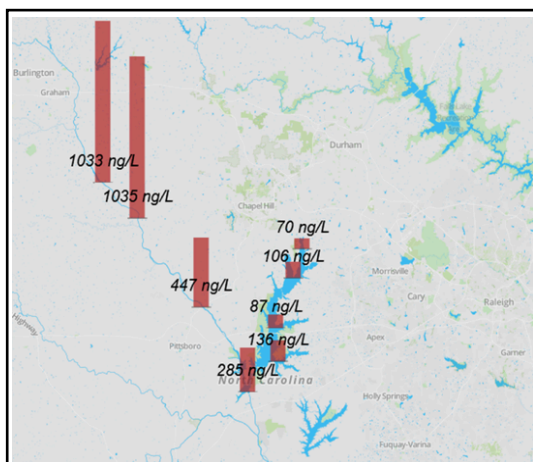 Burlington
Graham
1033 ng/L
1035 ng/L
Durham
Chapel Hill
70 ng/L
106 ng/L
447 ng/L
Morrisville
Cary
Raleigh
87 ng/L
Highway
Pittsboro
136 ng/L
Apex
Garner
285 ng/L
North Carolina
Holly Springs
Fuquay-Varina